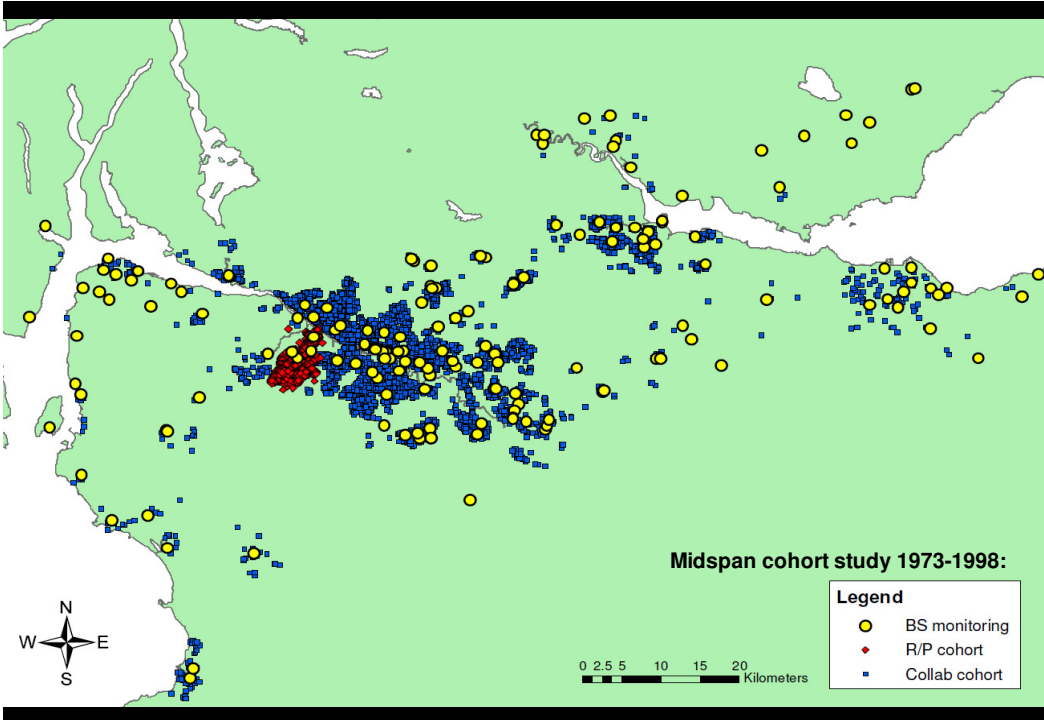 Midspan cohort study 1973-1998:
Legend
BS monitoring
R/P cohort
Collab cohort
N
W E
S
0 2.5 5 10 15 20
Kilometers